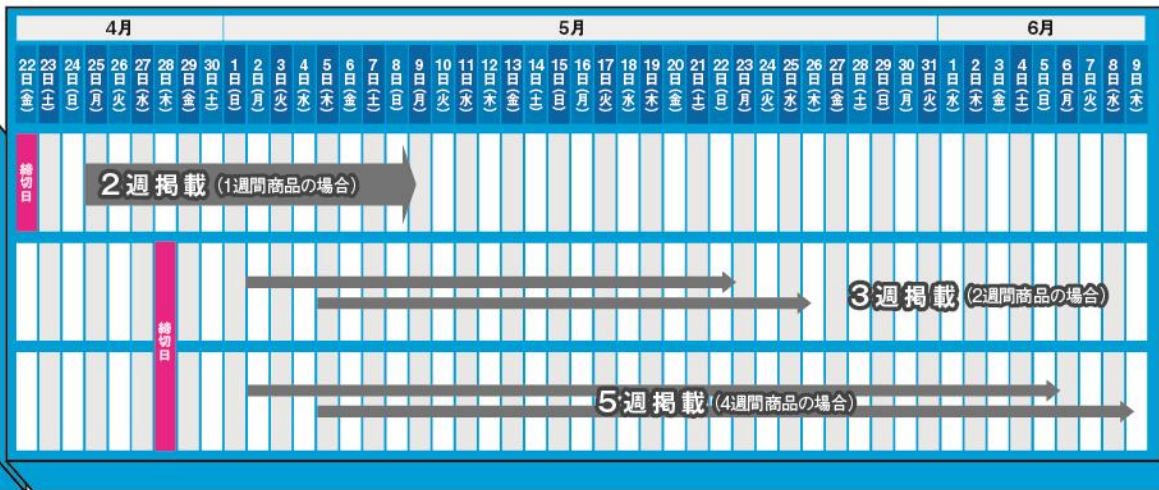 4月 5月 6月
22日(金) 23日(土) 24日(日) 25日(月) 26日(火) 27日(水) 28日(木) 29日(金) 30日(土) 1日(日) 2日(月) 3日(火) 4日(水) 5日(木) 6日(金) 7日(土) 8日(日) 9日(月) 10日(火) 11日(水) 12日(木) 13日(金) 14日(土) 15日(日) 16日(月) 17日(火) 18日(水) 19日(木) 20日(金) 21日(土) 22日(日) 23日(月) 24日(火) 25日(水) 26日(木) 27日(金) 28日(土) 29日(日) 30日(月) 31日(火) 1日(水) 2日(木) 3日(金) 4日(土) 5日(日) 6日(月) 7日(火) 8日(水) 9日(木)
締切日
2週掲載(1週間商品の場合)
締切日
3週掲載(2週間商品の場合)
5週掲載(4週間商品の場合)